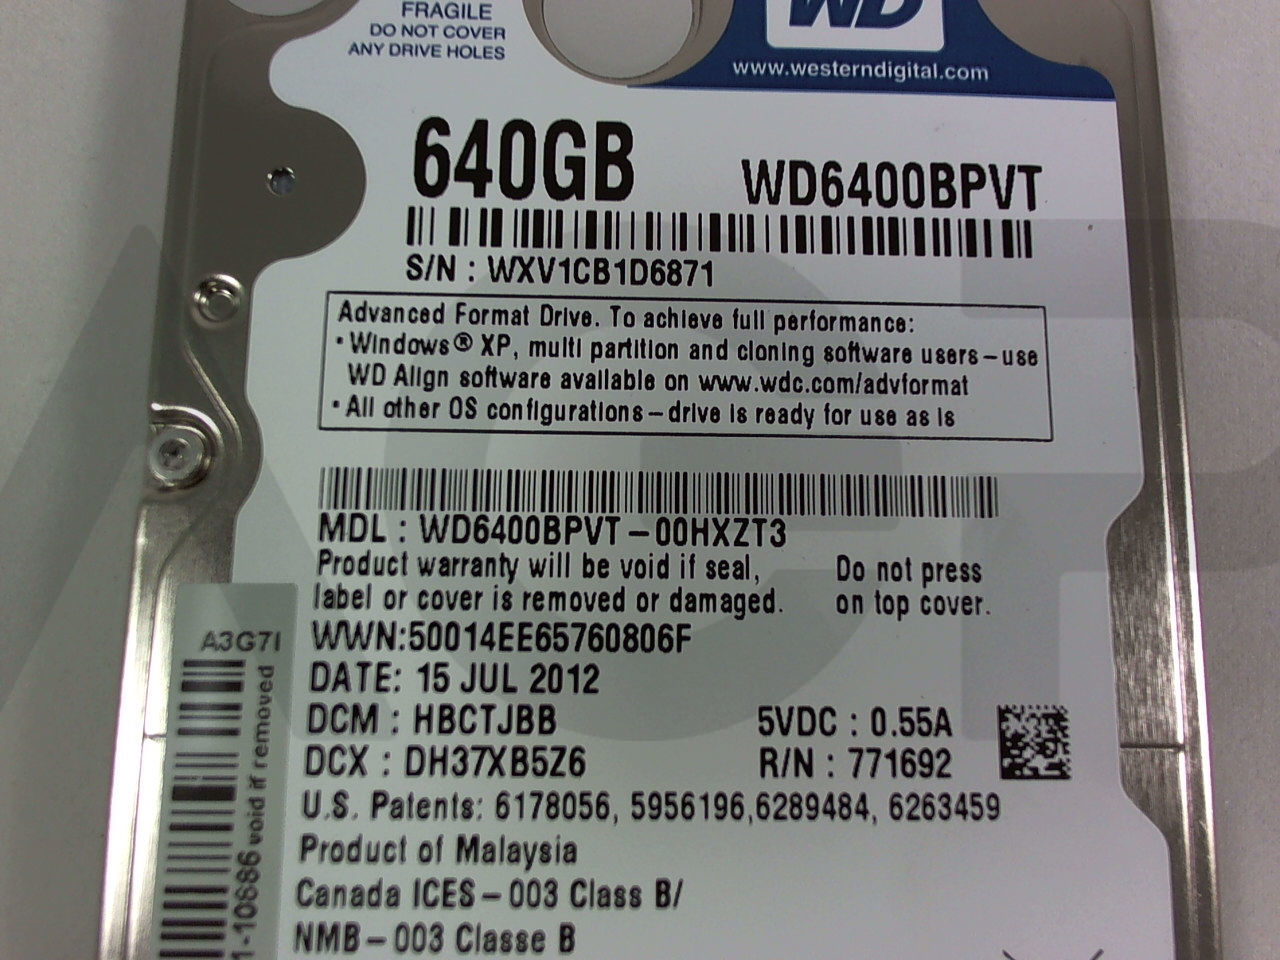 FRAGILE
DO NOT COVER
ANY DRIVE HOLES
WD
www.westerndigital.com
640GB
WD6400BPVT
S/N : WXV1CB1D6871
Advanced Format Drive. To achieve full performance:
• Windows® XP, multi partition and cloning software users – use
WD Align software available on www.wdc.com/advformat
• All other OS configurations – drive is ready for use as is
MDL : WD6400BPVT – 00HXZT3
Product warranty will be void if seal,
label or cover is removed or damaged.
Do not press
on top cover.
WWN:50014EE65760806F
DATE: 15 JUL 2012
DCM : HBCTJBB
DCX : DH37XB5Z6
5VDC : 0.55A
R/N : 771692
U.S. Patents: 6178056, 5956196,6289484, 6263459
Product of Malaysia
Canada ICES – 003 Class B/
NMB – 003 Classe B
A3G7I
1-10686 void if removed